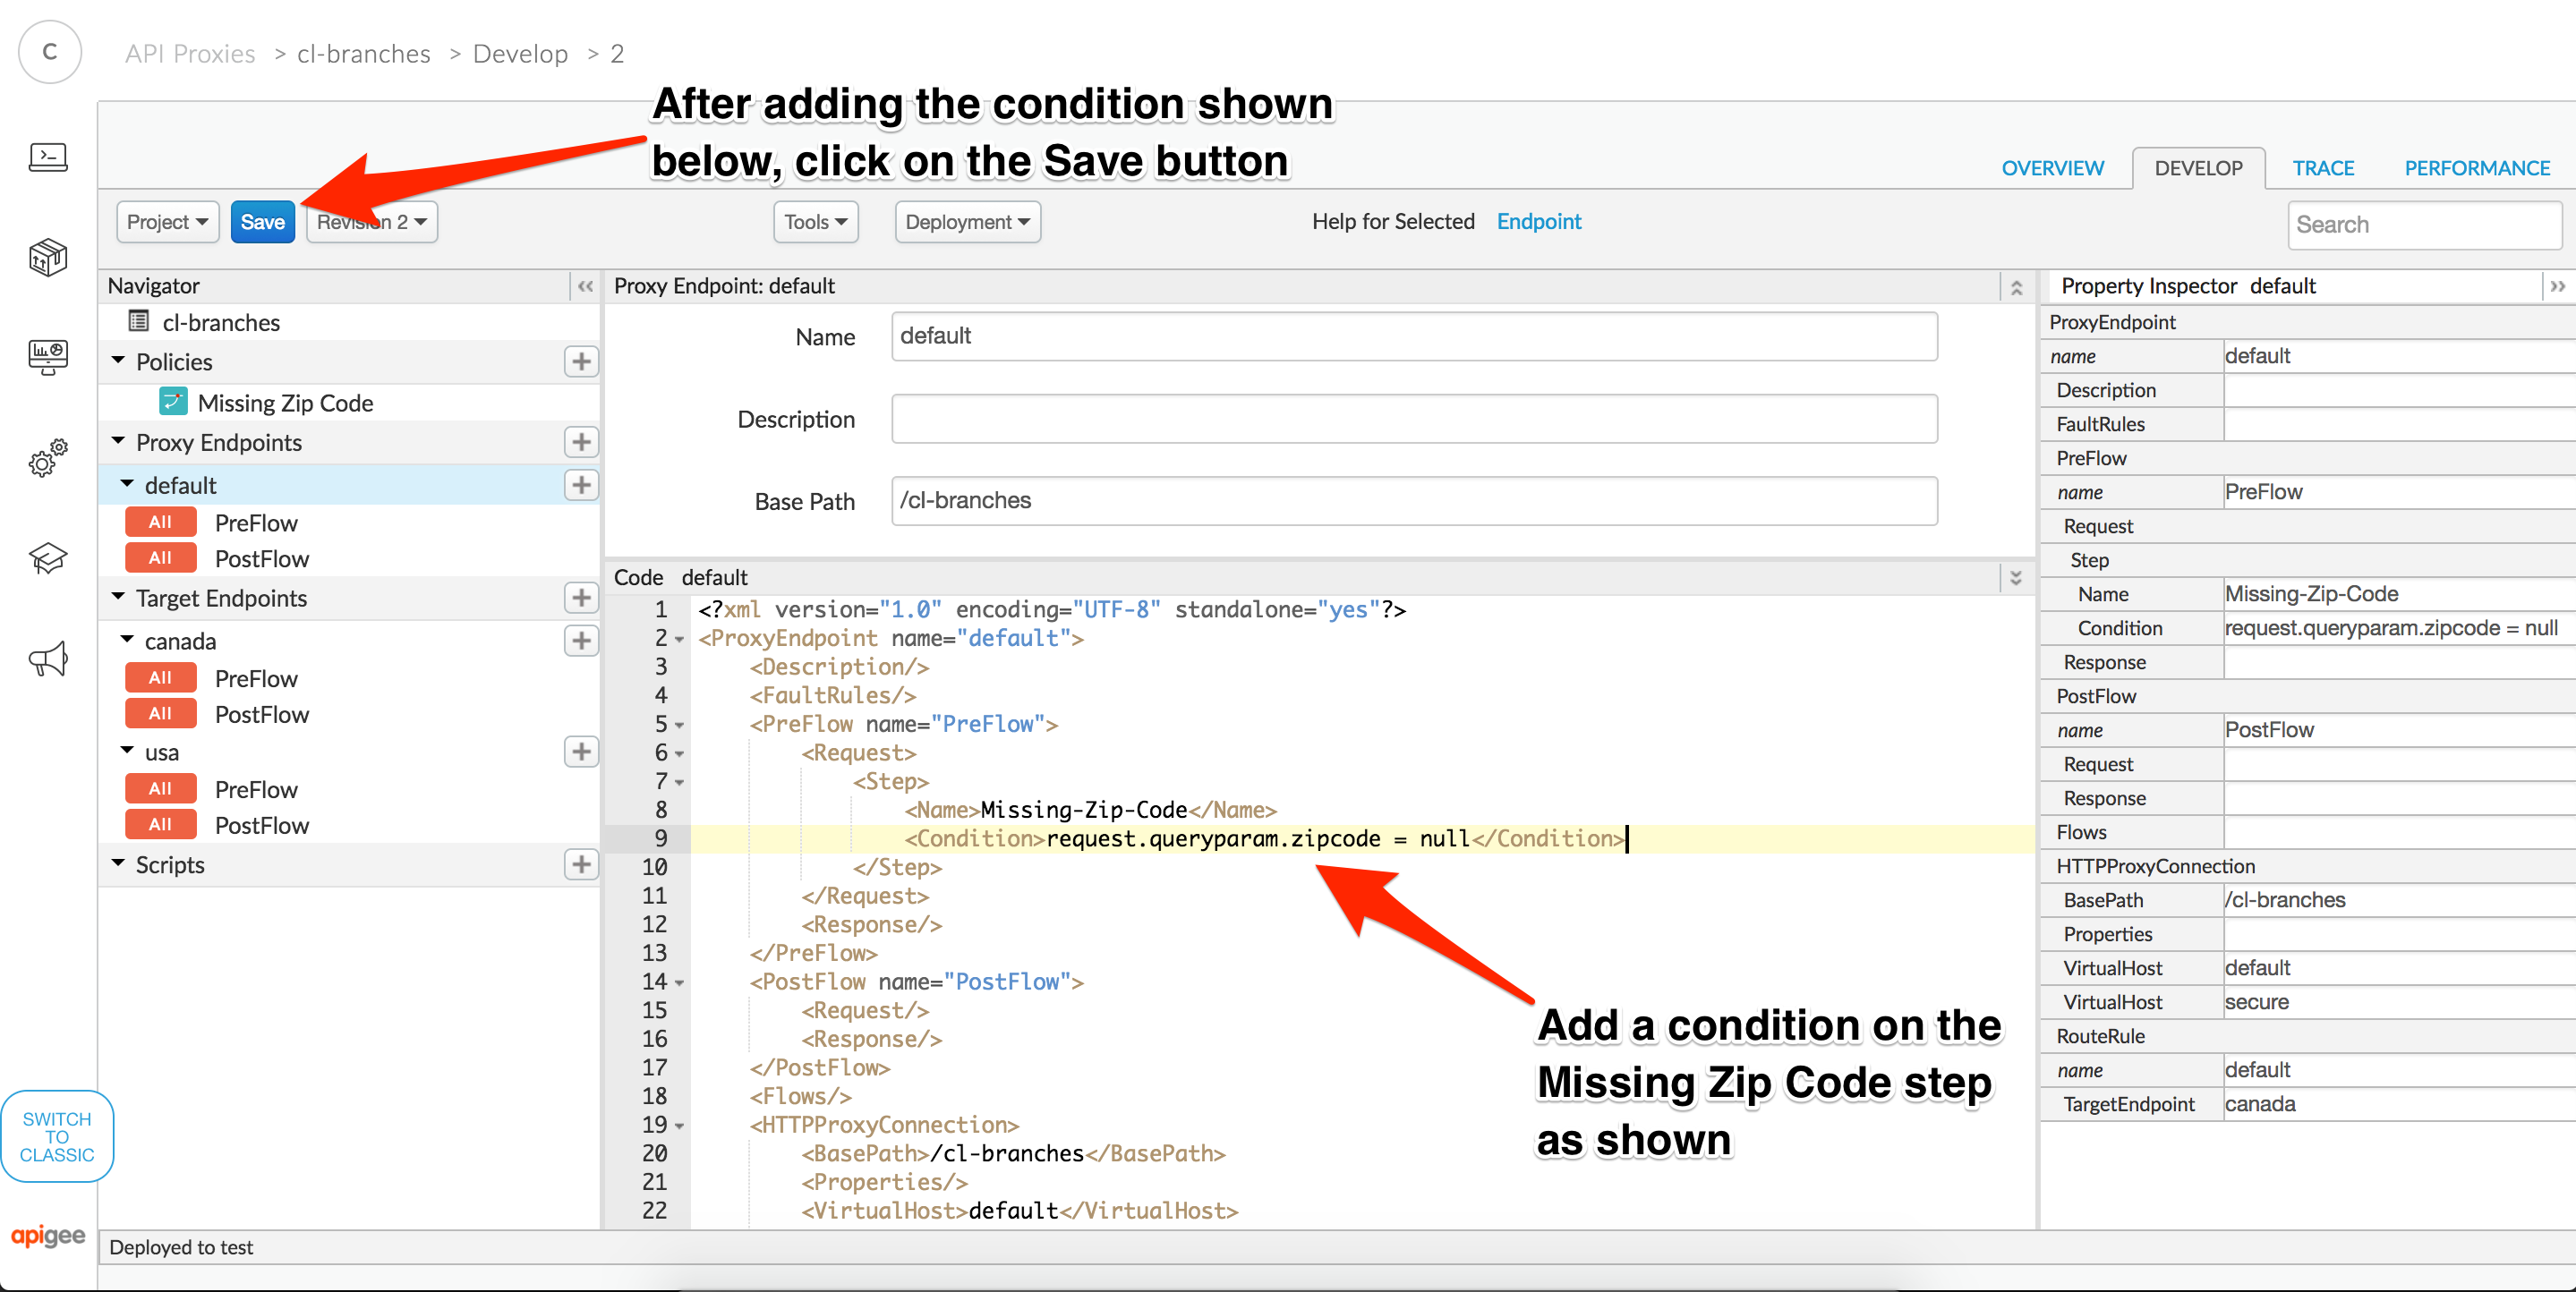 C
API Proxies > cl-branches > Develop > 2
After adding the condition shown
below, click on the Save button
OVERVIEW DEVELOP TRACE PERFORMANCE
Project Save Revision 2 Tools Deployment Help for Selected Endpoint Search
Navigator
cl-branches
Policies
Missing Zip Code
Proxy Endpoints
default
All PreFlow
All PostFlow
Target Endpoints
canada
All PreFlow
All PostFlow
usa
All PreFlow
All PostFlow
Scripts
SWITCH
TO
CLASSIC
apigee
Proxy Endpoint: default
Name default
Description
Base Path /cl-branches
Code default
1 <?xml version="1.0" encoding="UTF-8" standalone="yes"?>
2 <ProxyEndpoint name="default">
3 <Description/>
4 <FaultRules/>
5 <PreFlow name="PreFlow">
6 <Request>
7 <Step>
8 <Name>Missing-Zip-Code</Name>
9 <Condition>request.queryparam.zipcode = null</Condition>
10 </Step>
11 </Request>
12 <Response/>
13 </PreFlow>
14 <PostFlow name="PostFlow">
15 <Request/>
16 <Response/>
17 </PostFlow>
18 <Flows/>
19 <HTTPProxyConnection>
20 <BasePath>/cl-branches</BasePath>
21 <Properties/>
22 <VirtualHost>default</VirtualHost>
Add a condition on the
Missing Zip Code step
as shown
Property Inspector default
ProxyEndpoint
name default
Description
FaultRules
PreFlow
name PreFlow
Request
Step
Name Missing-Zip-Code
Condition request.queryparam.zipcode = null
Response
PostFlow
name PostFlow
Request
Response
Flows
HTTPProxyConnection
BasePath /cl-branches
Properties
VirtualHost default
VirtualHost secure
RouteRule
name default
TargetEndpoint canada
Deployed to test